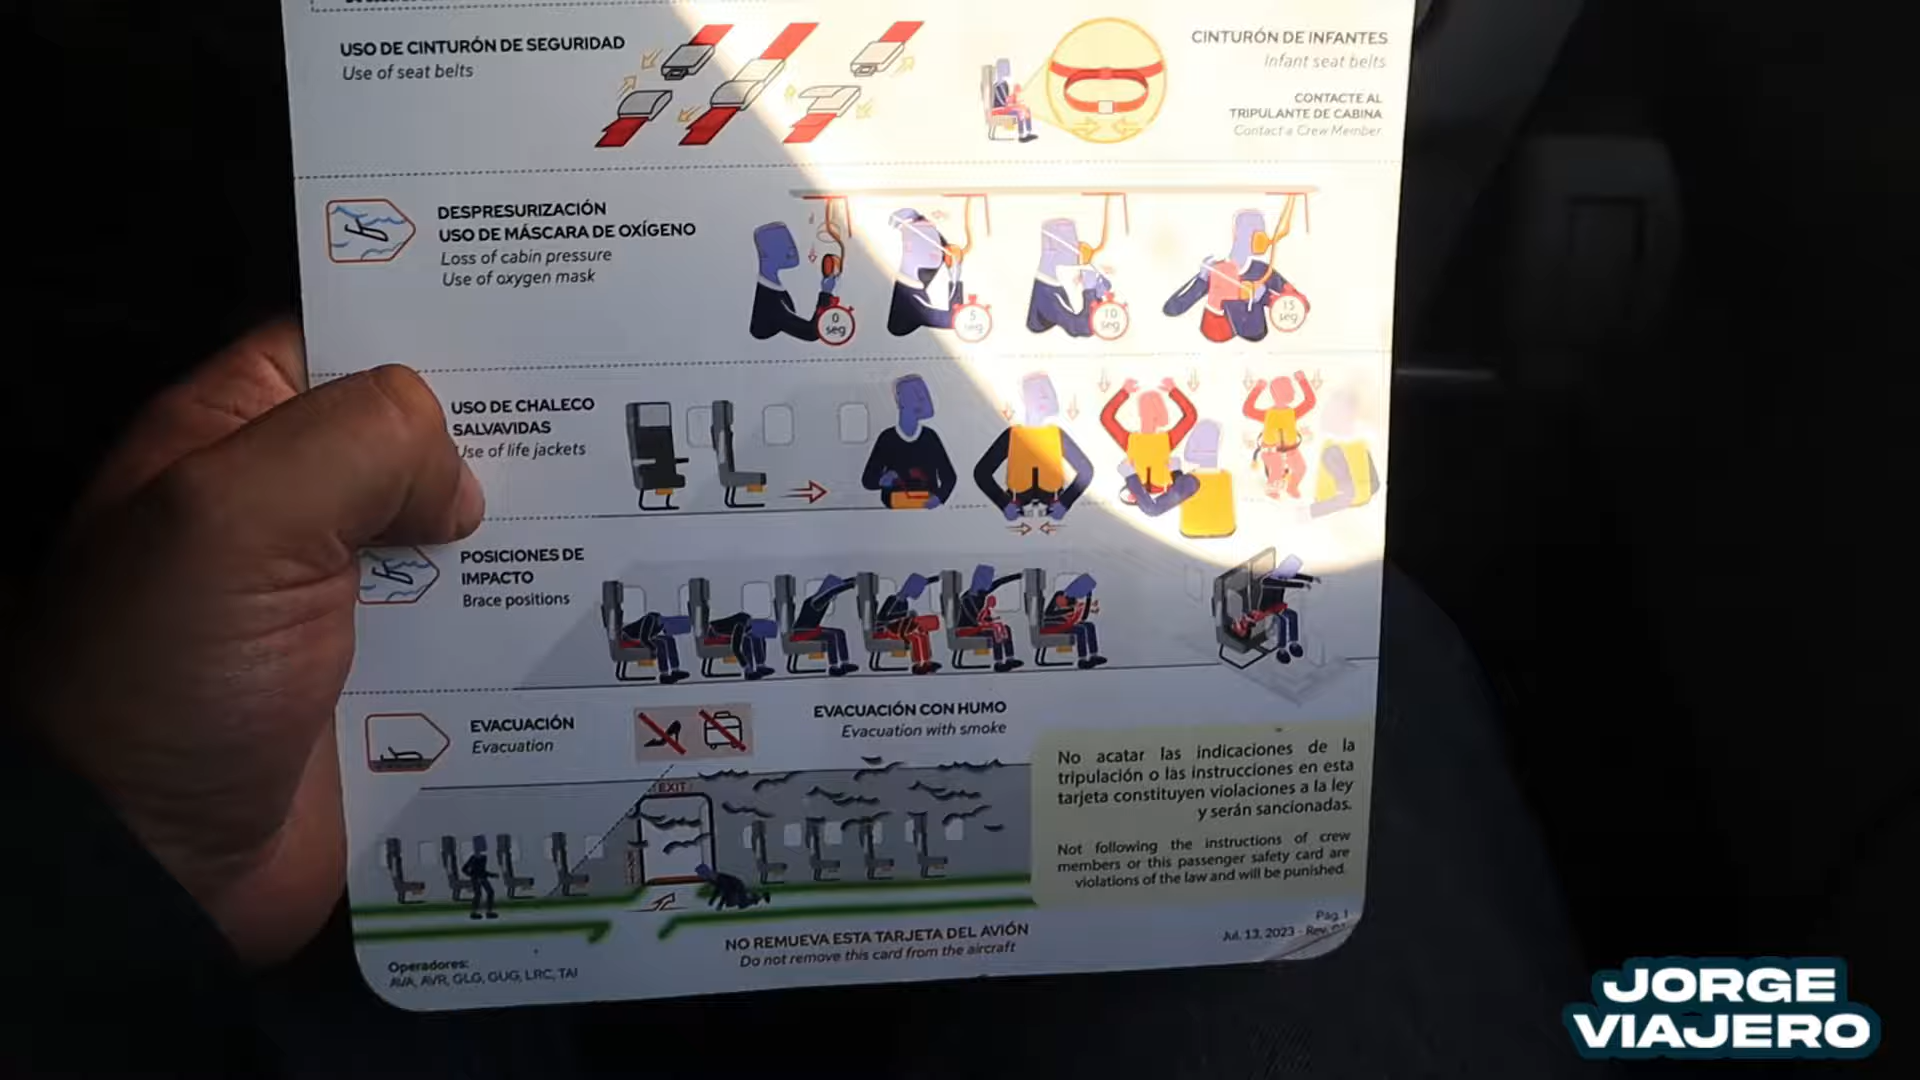 USO DE CINTURÓN DE SEGURIDAD
Use of seat belts
CINTURÓN DE INFANTES
Infant seat belts
CONTACTE AL
TRIPULANTE DE CABINA
Contact a Crew Member
DESPRESURIZACIÓN
USO DE MÁSCARA DE OXÍGENO
Loss of cabin pressure
Use of oxygen mask
0
seg
5
seg
10
seg
15
seg
USO DE CHALECO
SALVAVIDAS
Use of life jackets
POSICIONES DE
IMPACTO
Brace positions
EVACUACIÓN
Evacuation
EVACUACIÓN CON HUMO
Evacuation with smoke
EXIT
No acatar las indicaciones de la
tripulación o las instrucciones en esta
tarjeta constituyen violaciones a la ley
y serán sancionadas.
Not following the instructions of crew
members or this passenger safety card are
violations of the law and will be punished.
NO REMUEVA ESTA TARJETA DEL AVIÓN
Do not remove this card from the aircraft
Pág. 1
Jul. 13, 2023 - Rev.
Operadores:
AVA, AVR, GLG, GUG, LRC, TAI
JORGE
VIAJERO